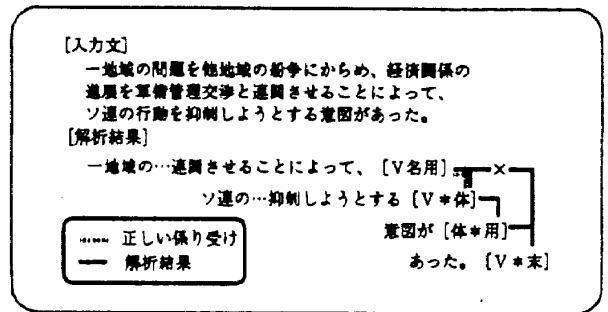 [入力文]
一地域の問題を他地域の紛争にからめ、経済関係の
進展を軍備管理交渉と連関させることによって、
ソ連の行動を抑制しようとする意図があった。
[解析結果]
一地域の…連関させることによって、[V名用] ×
ソ連の…抑制しようとする [V*体]
意図が [体*用]
あった。 [V*末]
正しい係り受け
解析結果